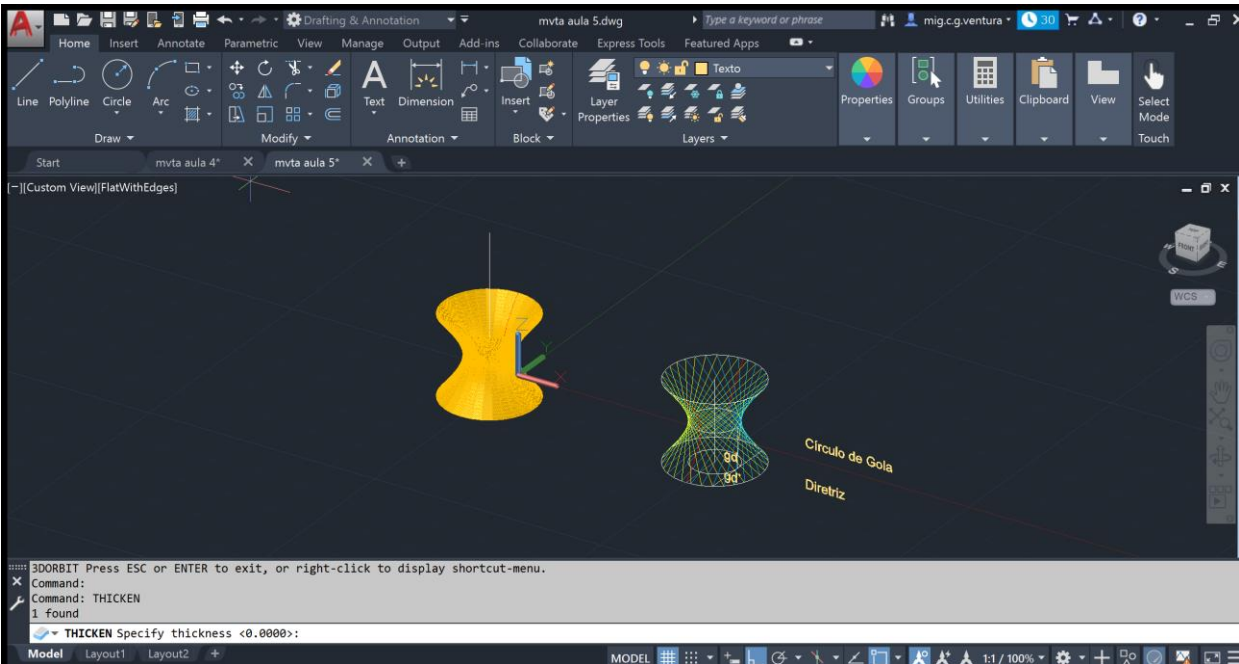 Drafting & Annotation
mvta aula 5.dwg
Type a keyword or phrase
mig.c.g.ventura
30
Home Insert Annotate Parametric View Manage Output Add-ins Collaborate Express Tools Featured Apps
Texto
Line Polyline Circle Arc
Text Dimension
Insert
Layer
Properties
Properties Groups Utilities Clipboard View
Select
Mode
Draw Modify Annotation Block Layers Touch
Start mvta aula 4* mvta aula 5* +
[−][Custom View][FlatWithEdges]
FRONT
S
E
WCS
Z
Y
X
Círculo de Gola
gd
gd'
Diretriz
3DORBIT Press ESC or ENTER to exit, or right-click to display shortcut-menu.
Command:
Command: THICKEN
1 found
THICKEN Specify thickness <0.0000>:
Model Layout1 Layout2 +
MODEL
1:1 / 100%